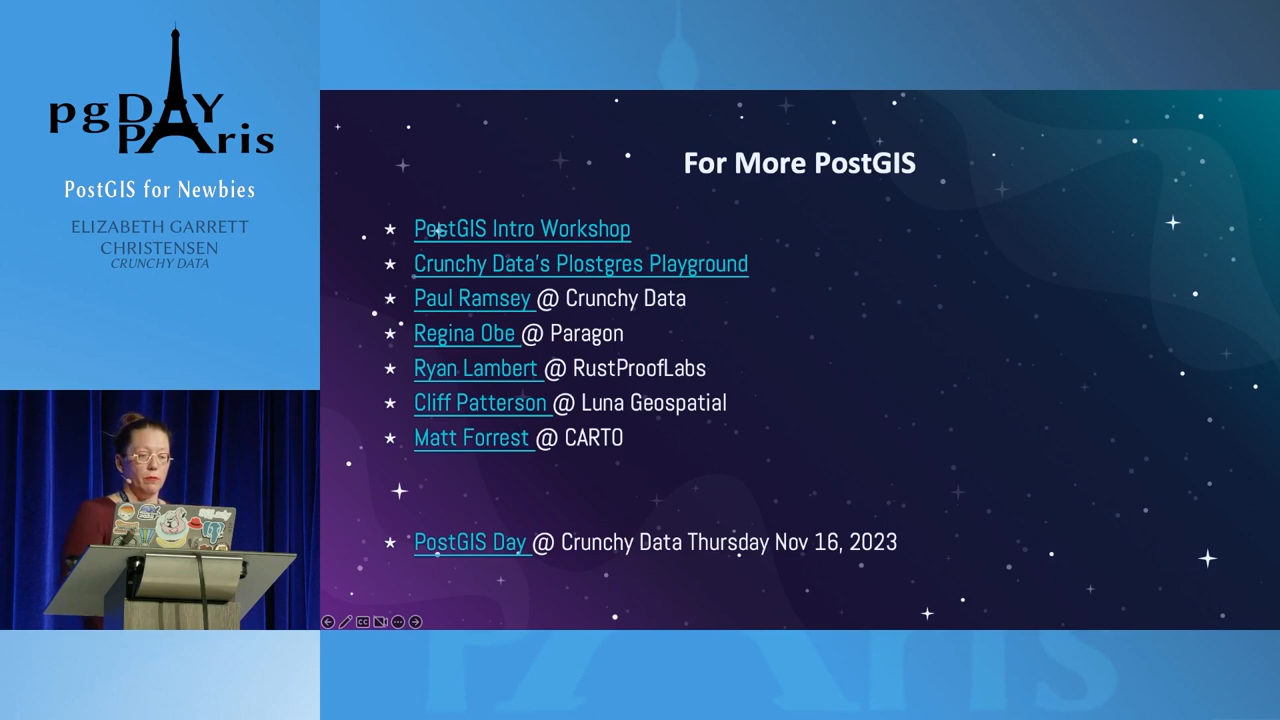 pgDAY
PAris
PostGIS for Newbies
ELIZABETH GARRETT
CHRISTENSEN
CRUNCHY DATA
For More PostGIS
★ PostGIS Intro Workshop
★ Crunchy Data's Plostgres Playground
★ Paul Ramsey @ Crunchy Data
★ Regina Obe @ Paragon
★ Ryan Lambert @ RustProofLabs
★ Cliff Patterson @ Luna Geospatial
★ Matt Forrest @ CARTO
★ PostGIS Day @ Crunchy Data Thursday Nov 16, 2023
CC